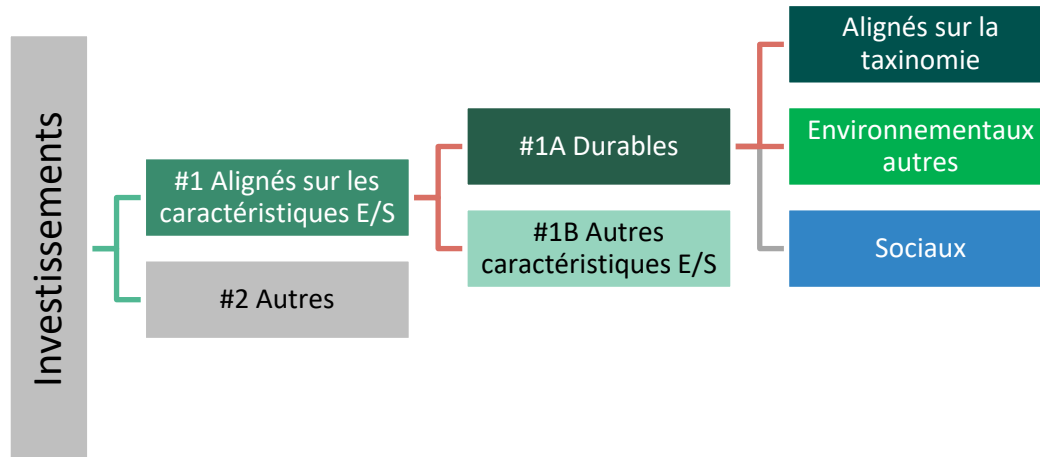 Investissements
#1 Alignés sur les
caractéristiques E/S
#2 Autres
#1A Durables
#1B Autres
caractéristiques E/S
Alignés sur la
taxinomie
Environnementaux
autres
Sociaux